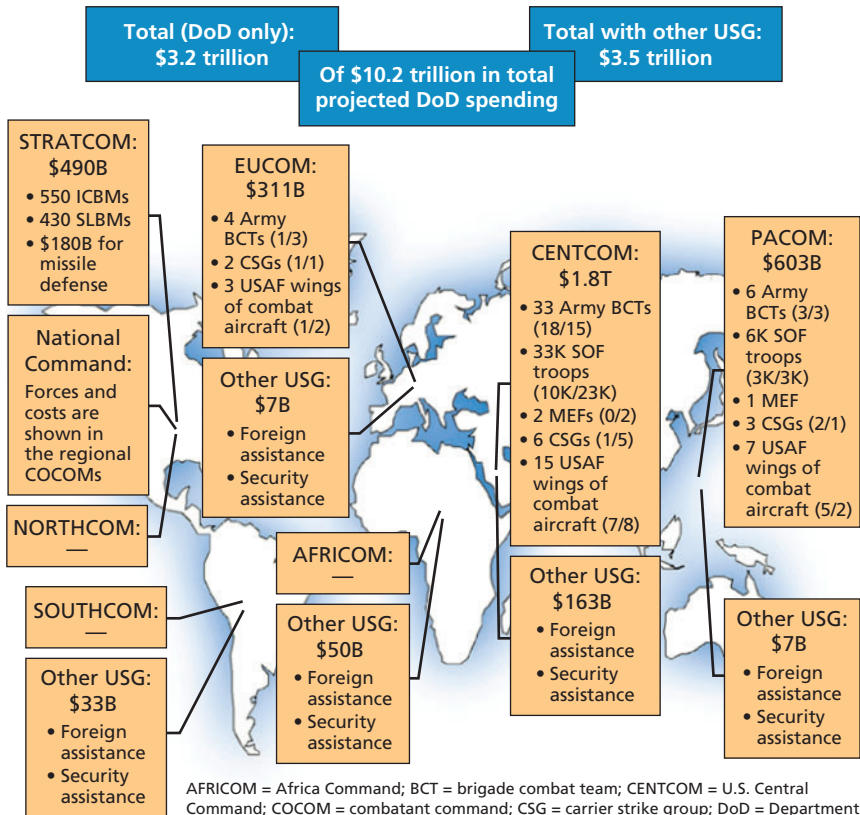 Total (DoD only):
$3.2 trillion
Of $10.2 trillion in total
projected DoD spending
Total with other USG:
$3.5 trillion
STRATCOM:
$490B
• 550 ICBMs
• 430 SLBMs
• $180B for
missile
defense
National
Command:
Forces and
costs are
shown in
the regional
COCOMs
NORTHCOM:
—
SOUTHCOM:
—
Other USG:
$33B
• Foreign
assistance
• Security
assistance
EUCOM:
$311B
• 4 Army
BCTs (1/3)
• 2 CSGs (1/1)
• 3 USAF wings
of combat
aircraft (1/2)
Other USG:
$7B
• Foreign
assistance
• Security
assistance
AFRICOM:
—
Other USG:
$50B
• Foreign
assistance
• Security
assistance
CENTCOM:
$1.8T
• 33 Army BCTs
(18/15)
• 33K SOF
troops
(10K/23K)
• 2 MEFs (0/2)
• 6 CSGs (1/5)
• 15 USAF
wings of
combat
aircraft (7/8)
Other USG:
$163B
• Foreign
assistance
• Security
assistance
PACOM:
$603B
• 6 Army
BCTs (3/3)
• 6K SOF
troops
(3K/3K)
• 1 MEF
• 3 CSGs (2/1)
• 7 USAF
wings of
combat
aircraft (5/2)
Other USG:
$7B
• Foreign
assistance
• Security
assistance
AFRICOM = Africa Command; BCT = brigade combat team; CENTCOM = U.S. Central
Command; COCOM = combatant command; CSG = carrier strike group; DoD = Department